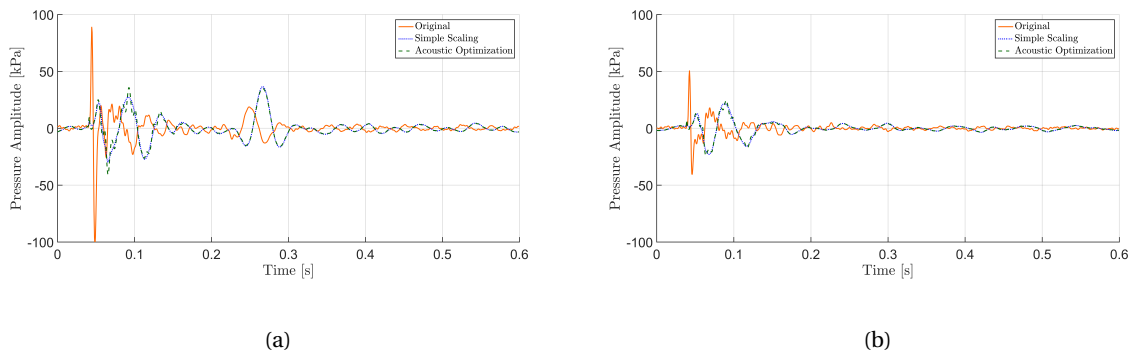 Pressure Amplitude [kPa]
100
50
0
-50
-100
0
0.1
0.2
0.3
0.4
0.5
0.6
Time [s]
Original
Simple Scaling
Acoustic Optimization
(a)
Pressure Amplitude [kPa]
100
50
0
-50
-100
0
0.1
0.2
0.3
0.4
0.5
0.6
Time [s]
Original
Simple Scaling
Acoustic Optimization
(b)